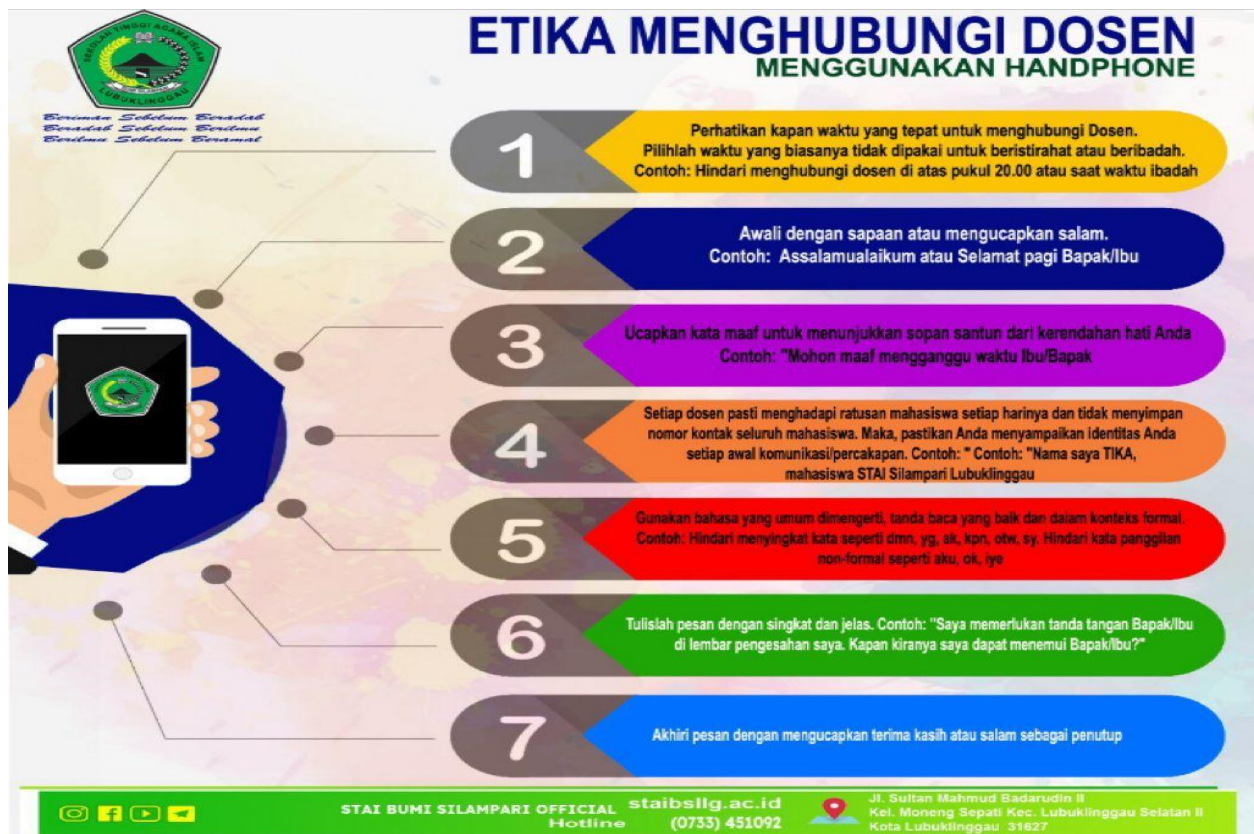 SEKOLAH TINGGI AGAMA ISLAM
LUBUKLINGGAU
Beriman Sebelum Beradab
Beradab Sebelum Berilmu
Berilmu Sebelum Beramal
ETIKA MENGHUBUNGI DOSEN
MENGGUNAKAN HANDPHONE
1
Perhatikan kapan waktu yang tepat untuk menghubungi Dosen.
Pilihlah waktu yang biasanya tidak dipakai untuk beristirahat atau beribadah.
Contoh: Hindari menghubungi dosen di atas pukul 20.00 atau saat waktu ibadah
2
Awali dengan sapaan atau mengucapkan salam.
Contoh: Assalamualaikum atau Selamat pagi Bapak/Ibu
3
Ucapkan kata maaf untuk menunjukkan sopan santun dari kerendahan hati Anda
Contoh: "Mohon maaf mengganggu waktu Ibu/Bapak
4
Setiap dosen pasti menghadapi ratusan mahasiswa setiap harinya dan tidak menyimpan
nomor kontak seluruh mahasiswa. Maka, pastikan Anda menyampaikan identitas Anda
setiap awal komunikasi/percakapan. Contoh: " Contoh: "Nama saya TIKA,
mahasiswa STAI Silampari Lubuklinggau
5
Gunakan bahasa yang umum dimengerti, tanda baca yang baik dan dalam konteks formal.
Contoh: Hindari menyingkat kata seperti dmn, yg, ak, kpn, otw, sy. Hindari kata panggilan
non-formal seperti aku, ok, iye
6
Tulislah pesan dengan singkat dan jelas. Contoh: "Saya memerlukan tanda tangan Bapak/Ibu
di lembar pengesahan saya. Kapan kiranya saya dapat menemui Bapak/Ibu?"
7
Akhiri pesan dengan mengucapkan terima kasih atau salam sebagai penutup
STAI BUMI SILAMPARI OFFICIAL staibsllg.ac.id
Hotline (0733) 451092
Jl. Sultan Mahmud Badarudin II
Kel. Moneng Sepati Kec. Lubuklinggau Selatan II
Kota Lubuklinggau 31627